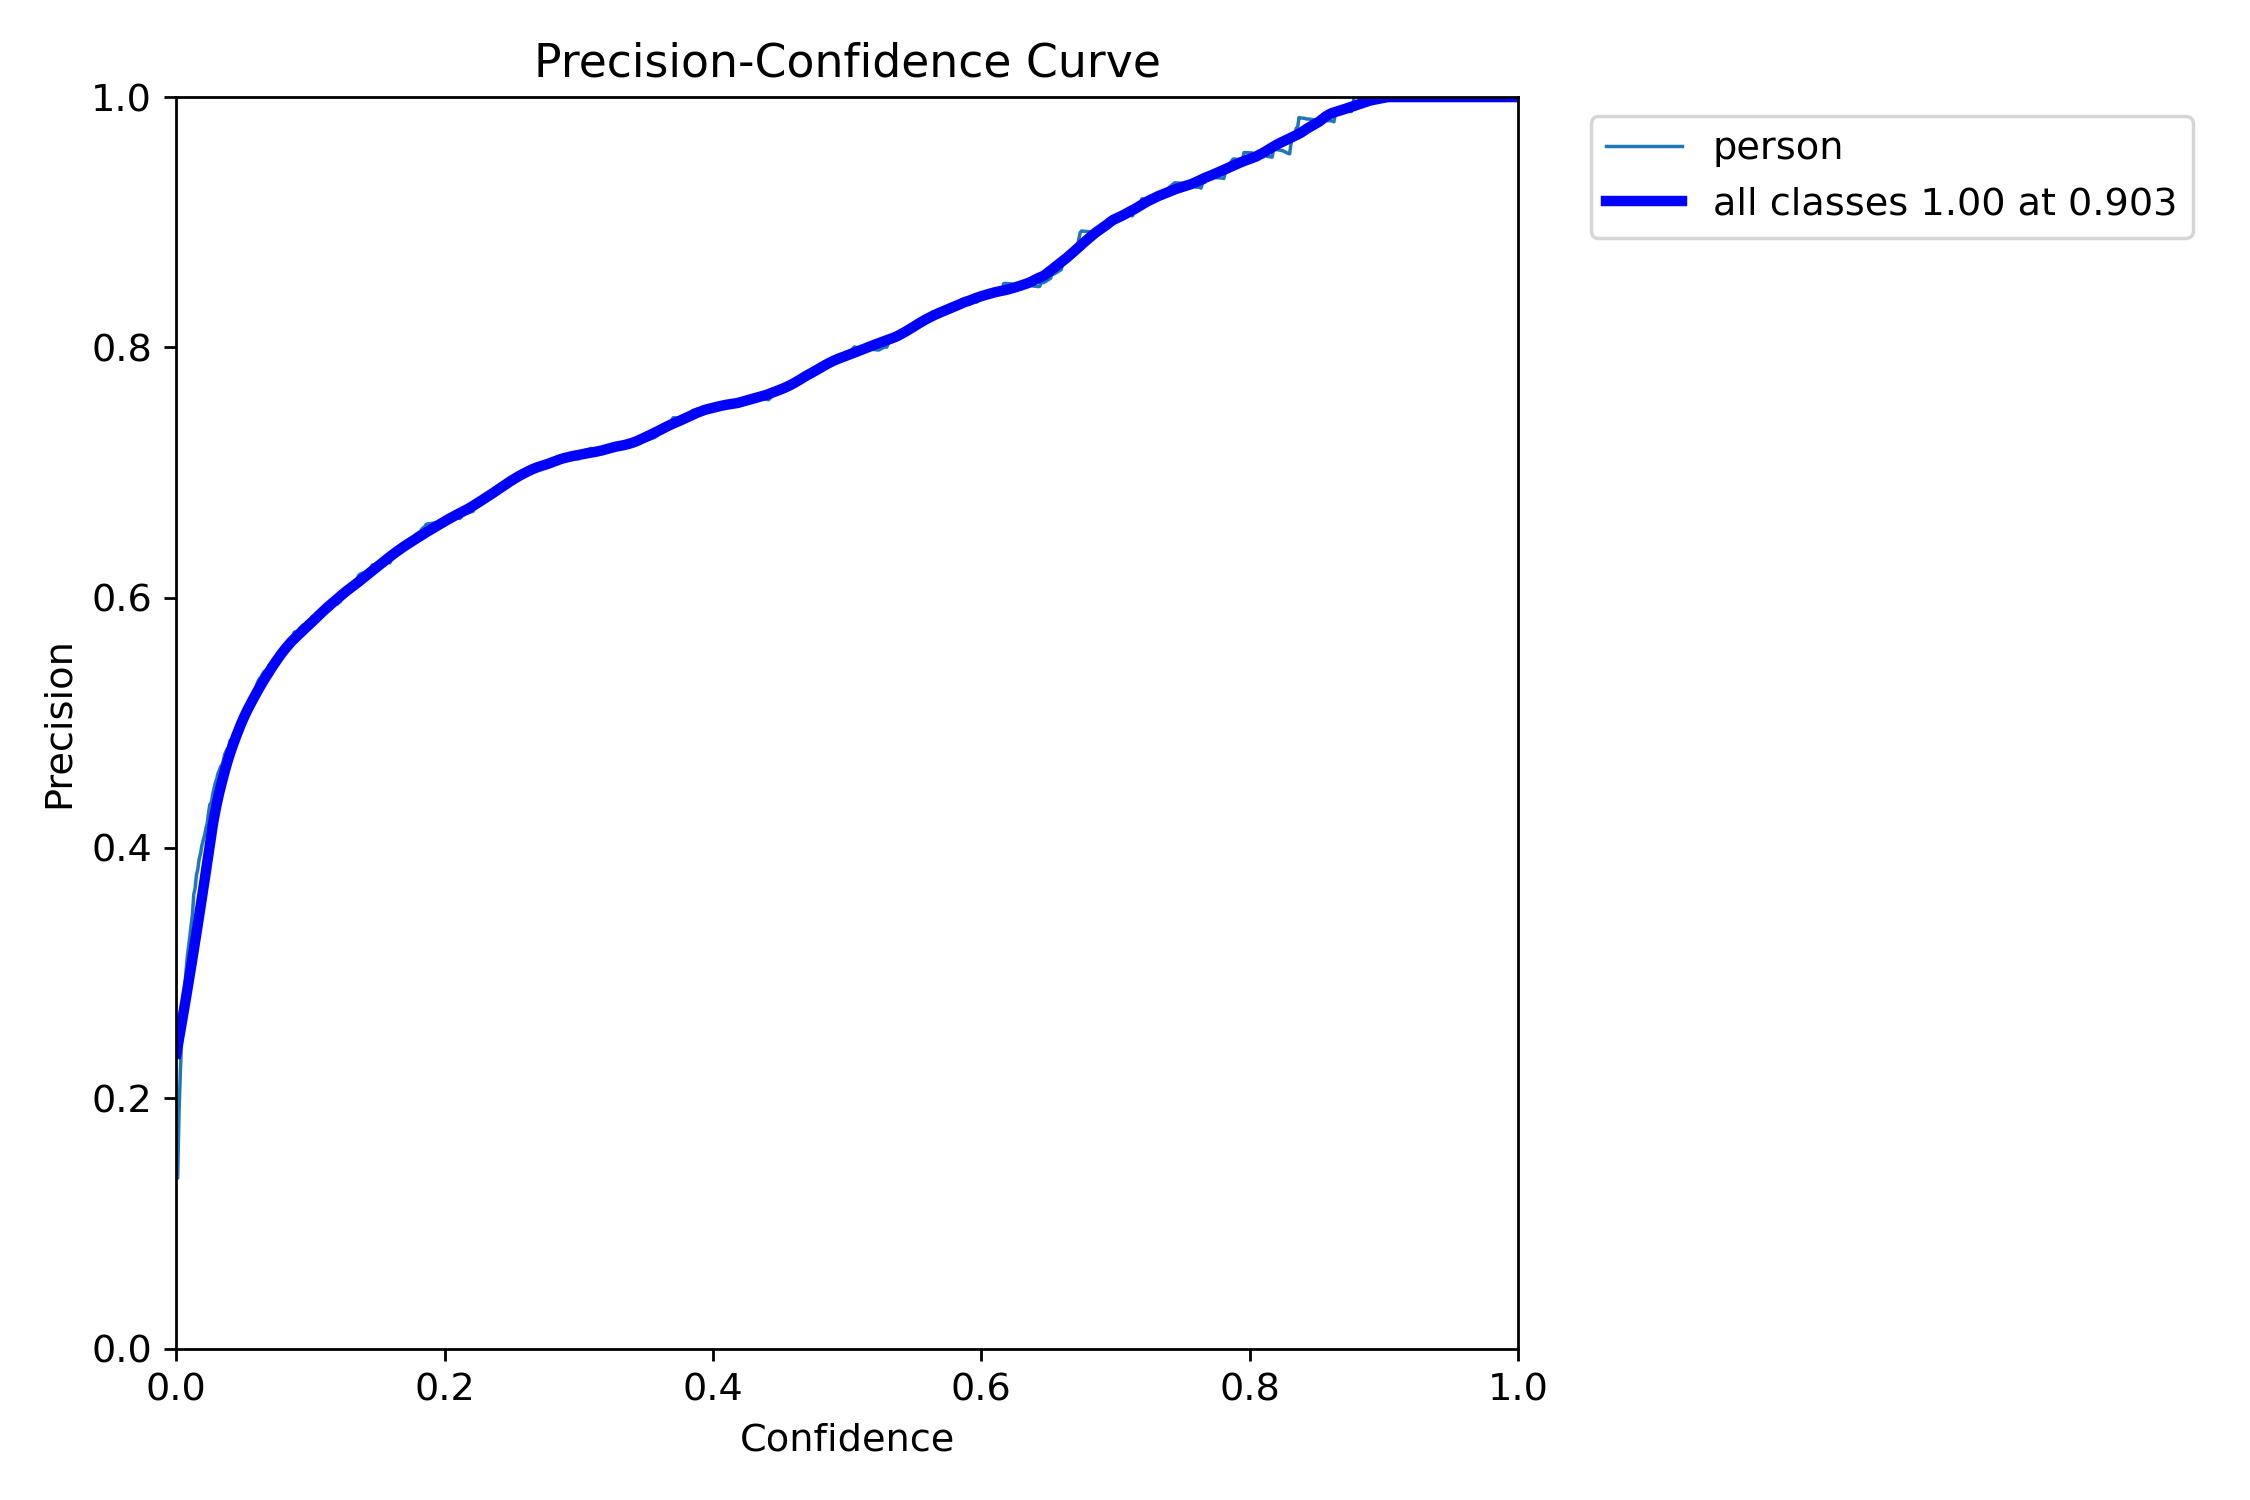 Precision-Confidence Curve
1.0
0.8
0.6
0.4
0.2
0.0
Precision
0.0 0.2 0.4 0.6 0.8 1.0
Confidence
person
all classes 1.00 at 0.903